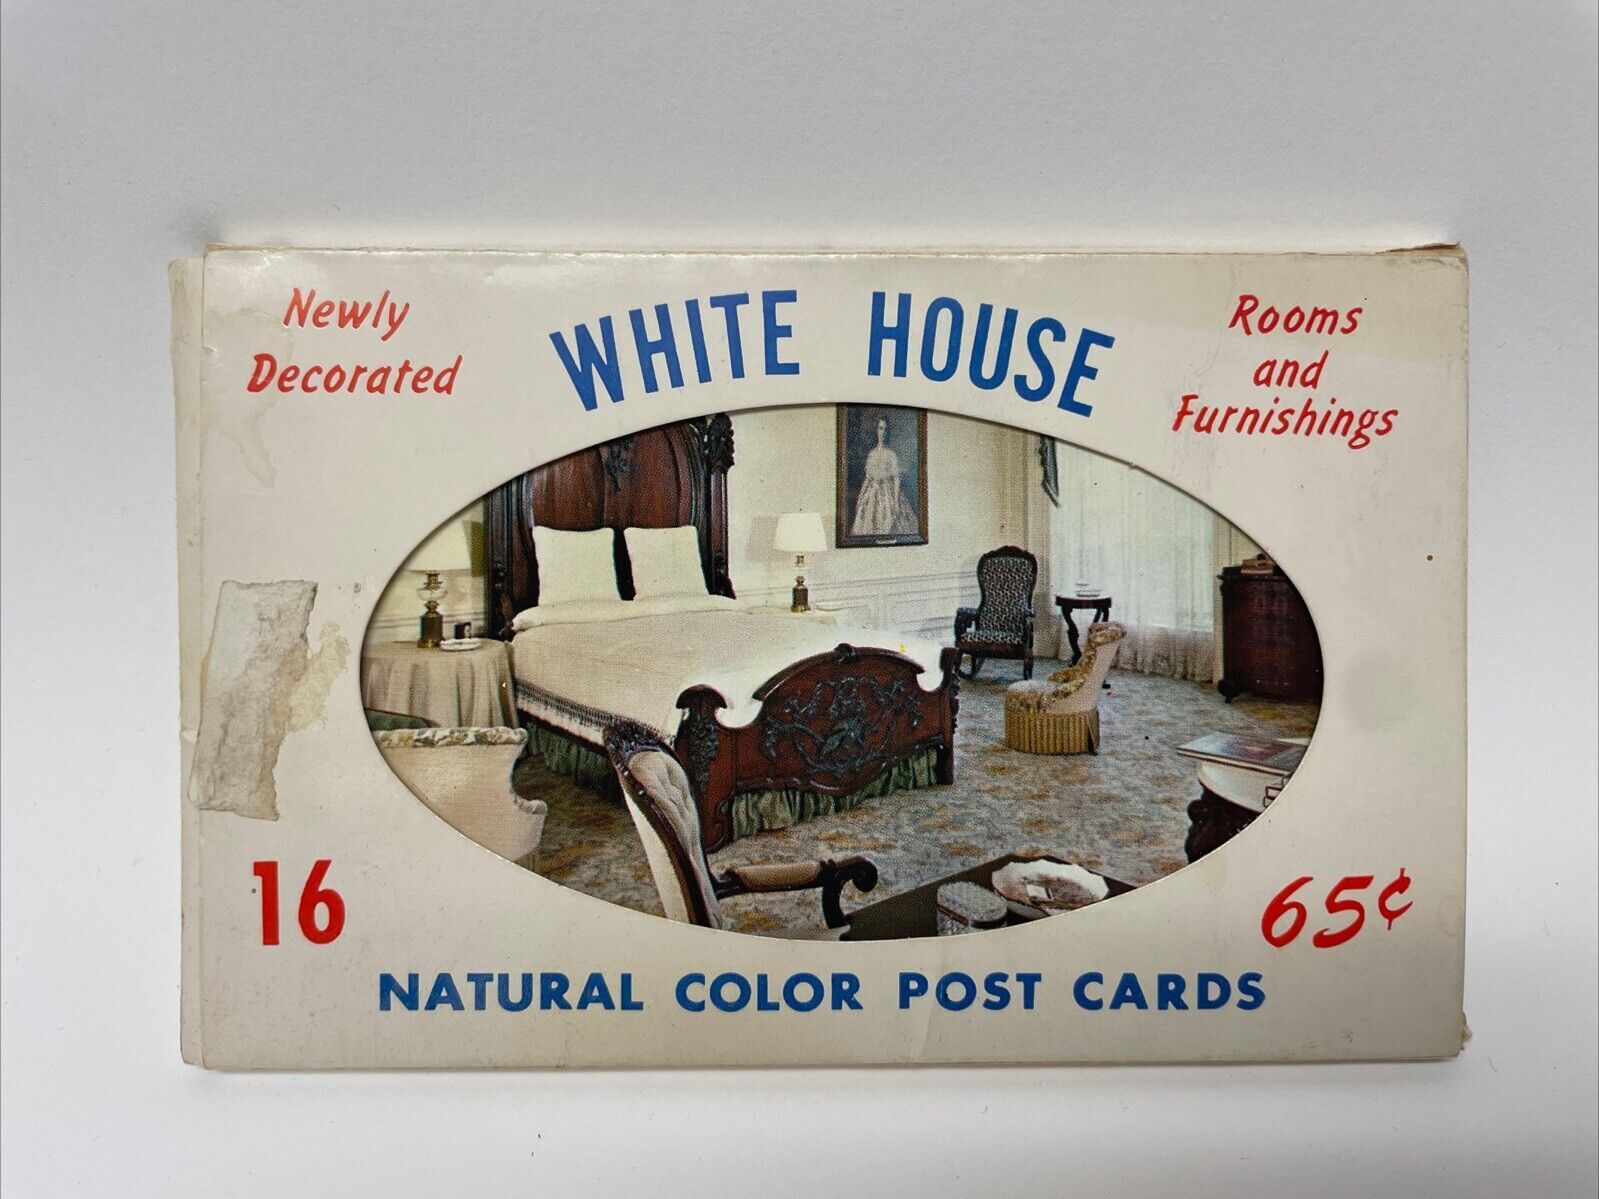 Newly
Decorated
WHITE HOUSE
Rooms
and
Furnishings
16
65¢
NATURAL COLOR POST CARDS